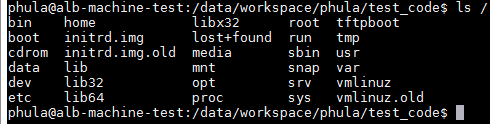 phula@alb-machine-test:/data/workspace/phula/test_code$ ls /
bin home libx32 root tftpboot
boot initrd.img lost+found run tmp
cdrom initrd.img.old media sbin usr
data lib mnt snap var
dev lib32 opt srv vmlinuz
etc lib64 proc sys vmlinuz.old
phula@alb-machine-test:/data/workspace/phula/test_code$